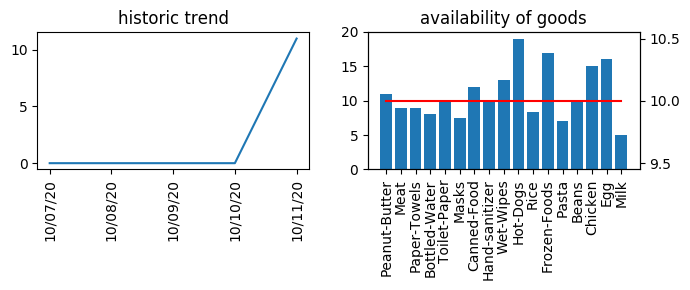 historic trend
10
5
0
10/07/20
10/08/20
10/09/20
10/10/20
10/11/20
availability of goods
20
15
10
5
0
10.5
10.0
9.5
Peanut-Butter
Meat
Paper-Towels
Bottled-Water
Toilet-Paper
Masks
Canned-Food
Hand-sanitizer
Wet-Wipes
Hot-Dogs
Rice
Frozen-Foods
Pasta
Beans
Chicken
Egg
Milk